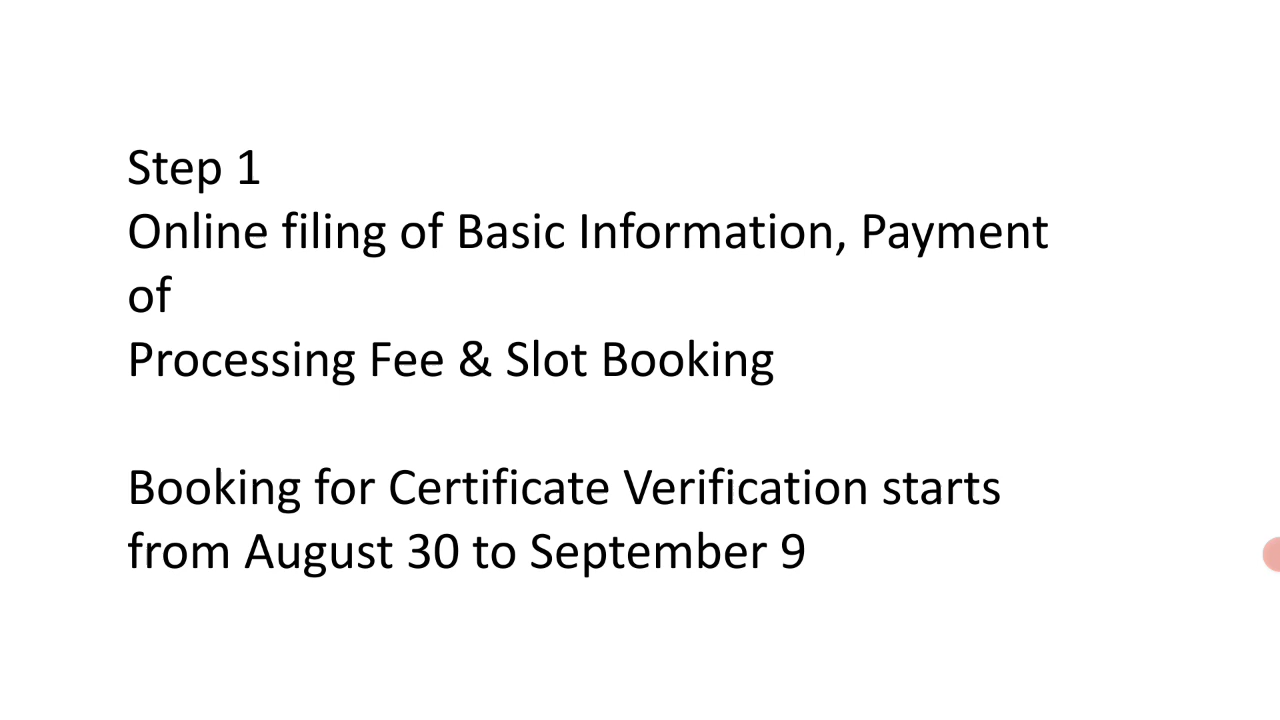 Step 1
Online filing of Basic Information, Payment
of
Processing Fee & Slot Booking
Booking for Certificate Verification starts
from August 30 to September 9